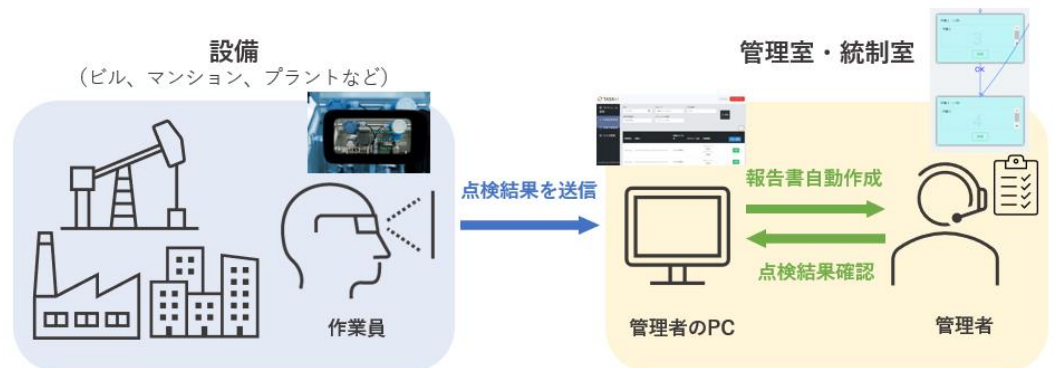 設備
（ビル、マンション、プラントなど）
管理室・統制室
OK
点検結果を送信
報告書自動作成
点検結果確認
作業員
管理者のPC
管理者